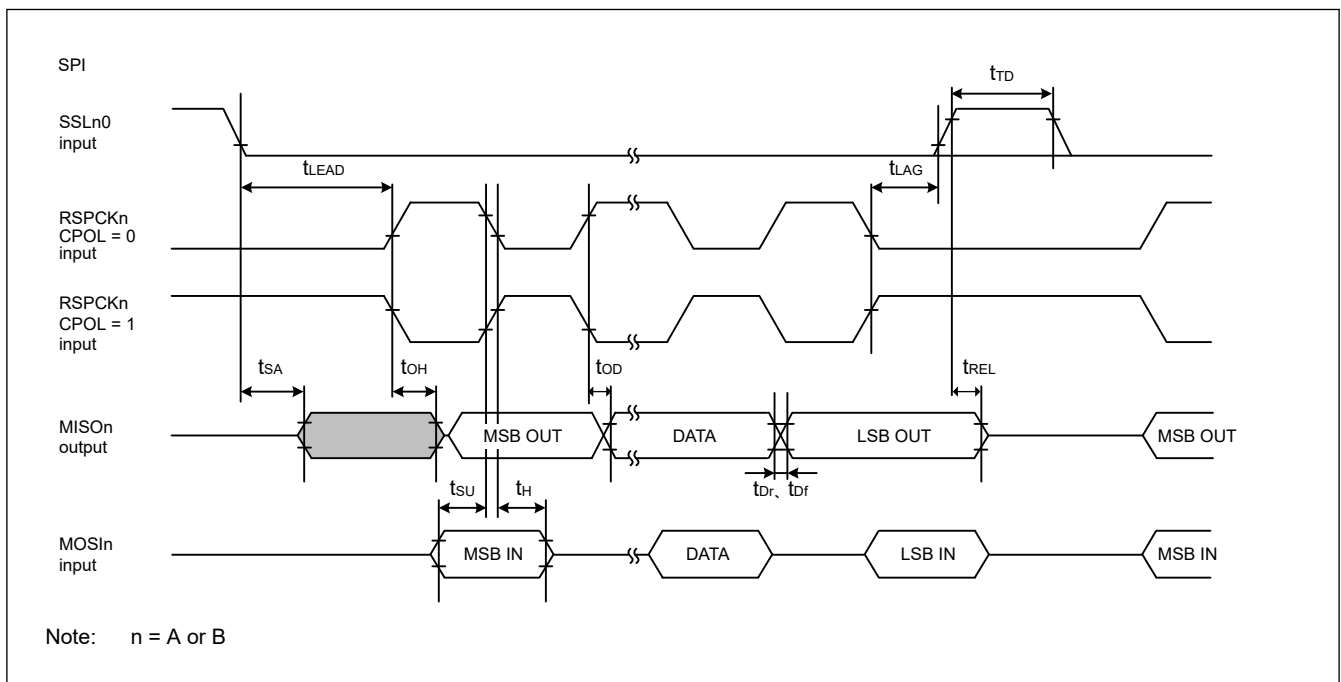 SPI
tTD
SSLn0
input
tLEAD
tLAG
RSPCKn
CPOL = 0
input
RSPCKn
CPOL = 1
input
tSA
tOH
tOD
tREL
MISOn
output
MSB OUT
DATA
LSB OUT
MSB OUT
tSU
tH
tDr、tDf
MOSIn
input
MSB IN
DATA
LSB IN
MSB IN
Note: n = A or B